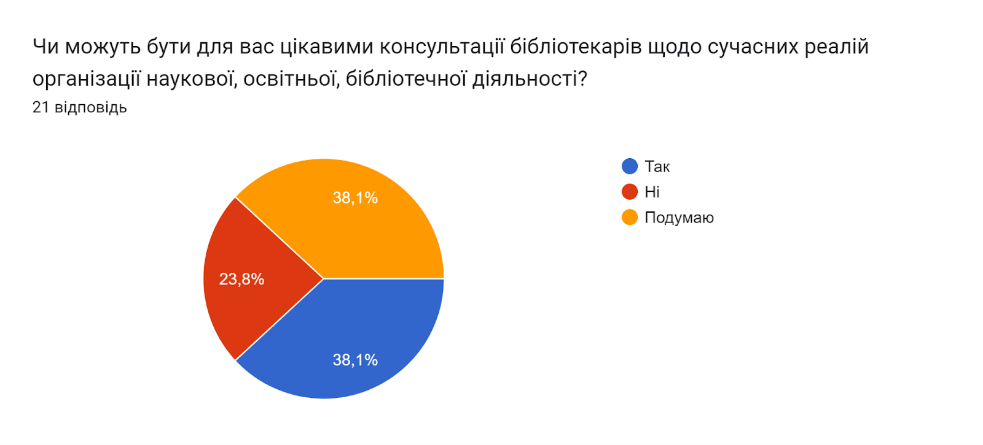 Чи можуть бути для вас цікавими консультації бібліотекарів щодо сучасних реалій
організації наукової, освітньої, бібліотечної діяльності?
21 відповідь
Так
Ні
Подумаю
38,1%
23,8%
38,1%